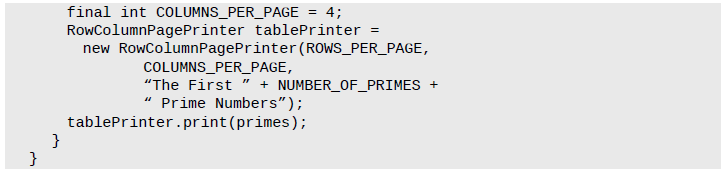 final int COLUMNS_PER_PAGE = 4;
RowColumnPagePrinter tablePrinter =
new RowColumnPagePrinter(ROWS_PER_PAGE,
COLUMNS_PER_PAGE,
“The First ” + NUMBER_OF_PRIMES +
“ Prime Numbers”);
tablePrinter.print(primes);
}
}